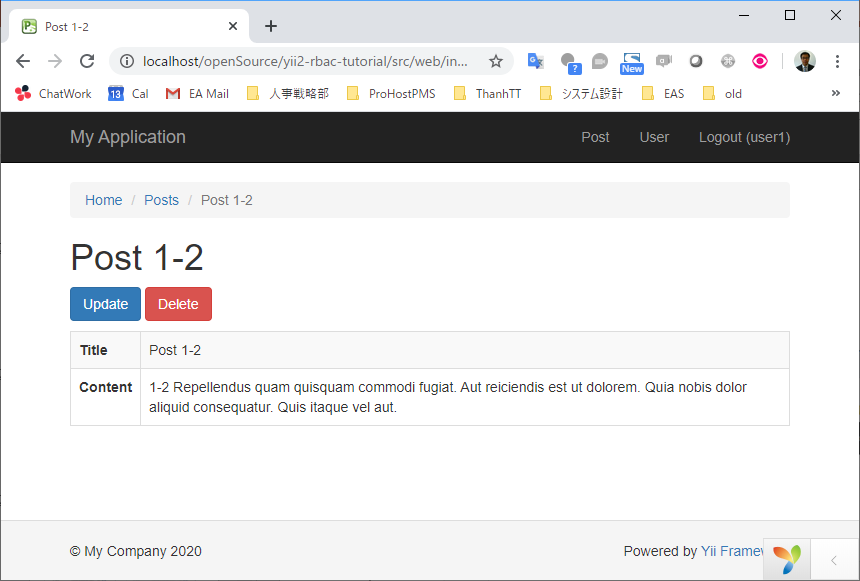 Post 1-2
localhost/openSource/yii2-rbac-tutorial/src/web/in...
?
New
ChatWork
13
Cal
EA Mail
人事戦略部
ProHostPMS
ThanhTT
システム設計
EAS
old
»
My Application
Post
User
Logout (user1)
Home / Posts / Post 1-2
Post 1-2
Update
Delete
Title
Post 1-2
Content
1-2 Repellendus quam quisquam commodi fugiat. Aut reiciendis est ut dolorem. Quia nobis dolor
aliquid consequatur. Quis itaque vel aut.
© My Company 2020
Powered by Yii Framew